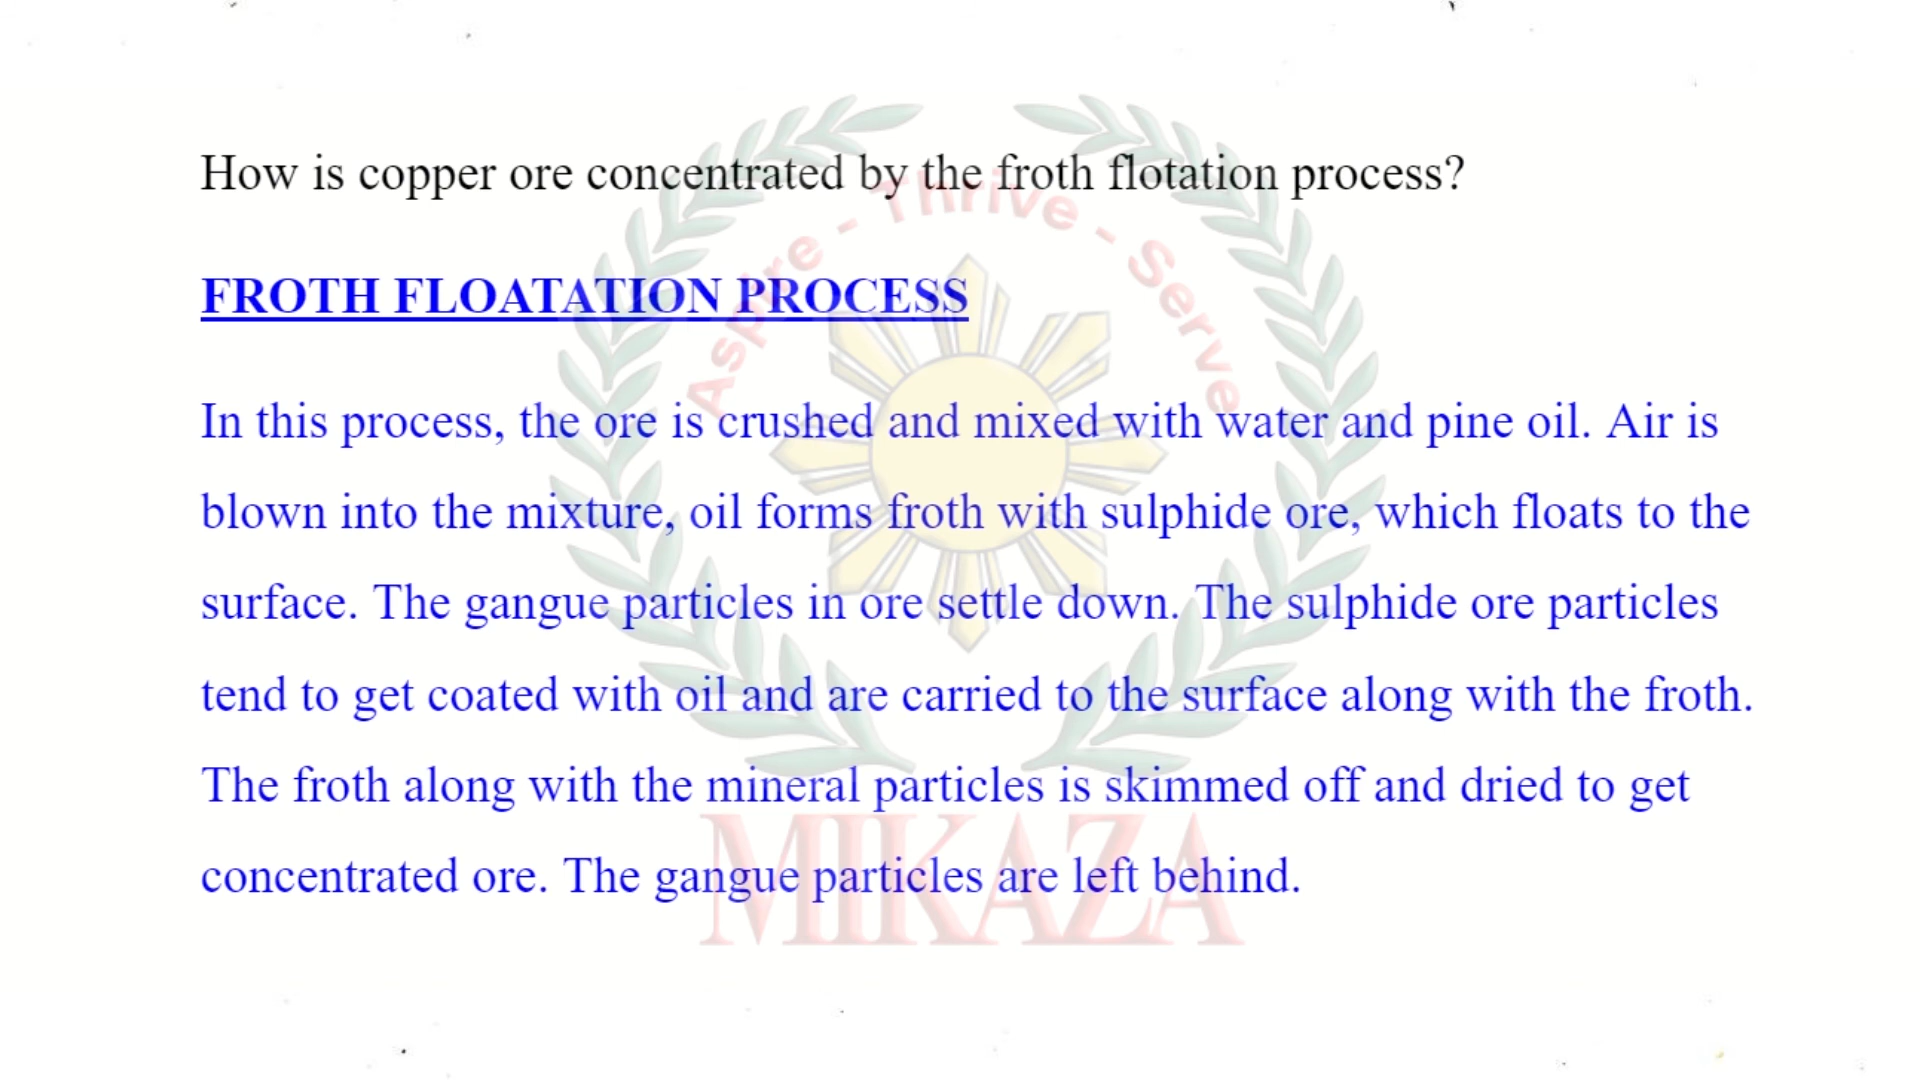 How is copper ore concentrated by the froth flotation process?
Aspire - Thrive - Serve
FROTH FLOATATION PROCESS
In this process, the ore is crushed and mixed with water and pine oil. Air is
blown into the mixture, oil forms froth with sulphide ore, which floats to the
surface. The gangue particles in ore settle down. The sulphide ore particles
tend to get coated with oil and are carried to the surface along with the froth.
The froth along with the mineral particles is skimmed off and dried to get
concentrated ore. The gangue particles are left behind.
MIKAZA